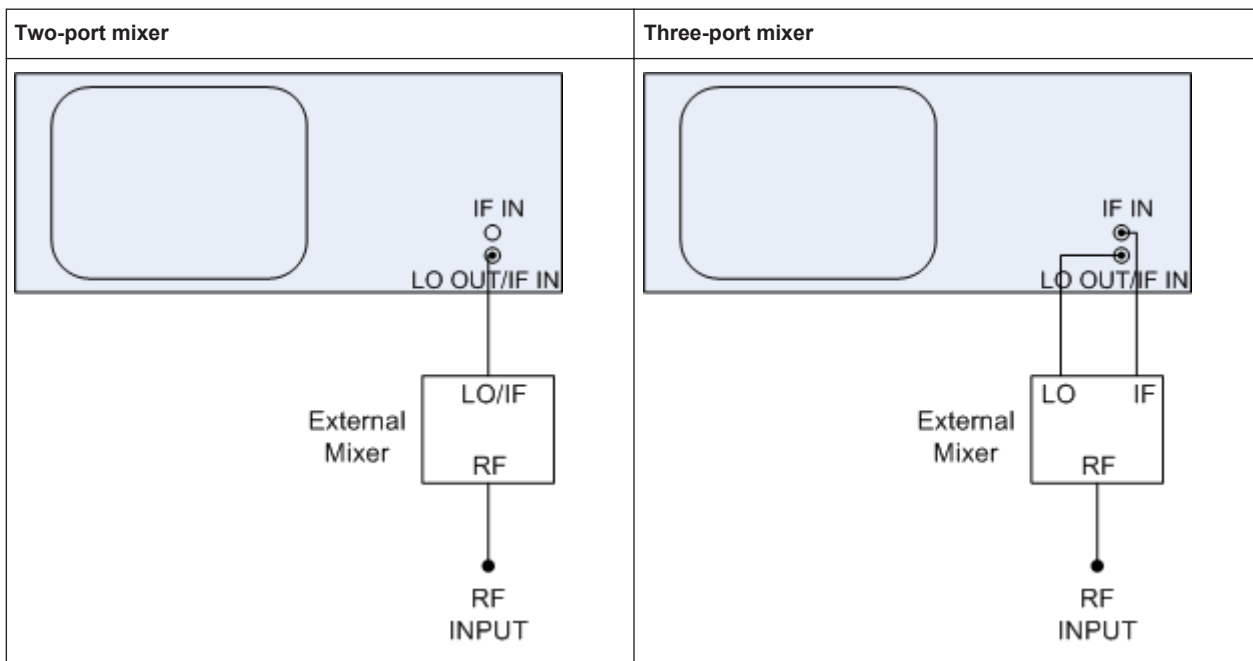 Two-port mixer
Three-port mixer
IF IN
LO OUT/IF IN
LO/IF
External
Mixer
RF
RF
INPUT
IF IN
LO OUT/IF IN
LO IF
External
Mixer
RF
RF
INPUT